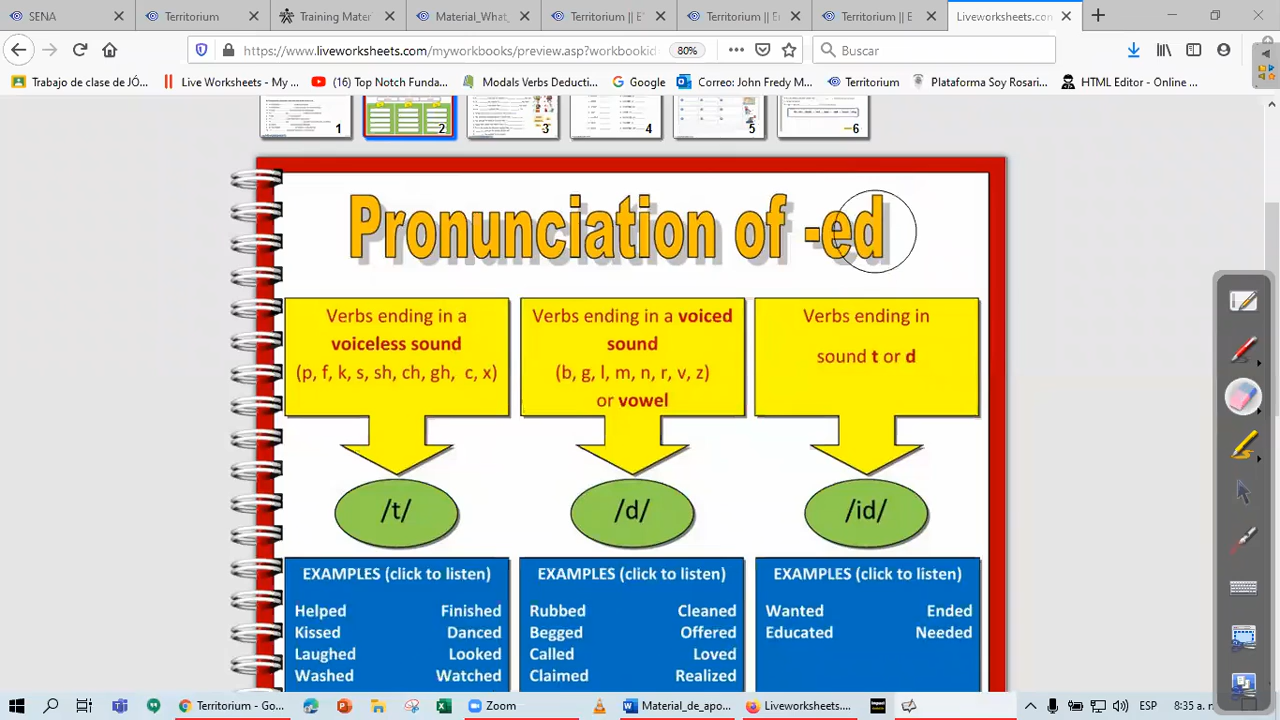 SENA
Territorium
Training Material
Material_What_
Territorium || E
Territorium || E
Territorium || E
Liveworksheets.con
https://www.liveworksheets.com/myworkbooks/preview.asp?workbookid
80%
Buscar
Trabajo de clase de JÓ...
Live Worksheets - My ...
(16) Top Notch Funda...
Modals Verbs Deducti...
Google
Correo: John Fredy M...
Territorium
Plataforma Soy Rosari...
HTML Editor - Online
1
2
3
4
5
6
Pronunciation of -ed
Verbs ending in a
voiceless sound
(p, f, k, s, sh, ch, gh, c, x)
Verbs ending in a voiced
sound
(b, g, l, m, n, r, v, z)
or vowel
Verbs ending in
sound t or d
/t/
/d/
/id/
EXAMPLES (click to listen)
Helped Finished
Kissed Danced
Laughed Looked
Washed Watched
EXAMPLES (click to listen)
Rubbed Cleaned
Begged Offered
Called Loved
Claimed Realized
EXAMPLES (click to listen)
Wanted Ended
Educated Needed
Territorium - Go...
Zoom
Material_de_apo...
Liveworksheets....
ESP
8:35 a. m.